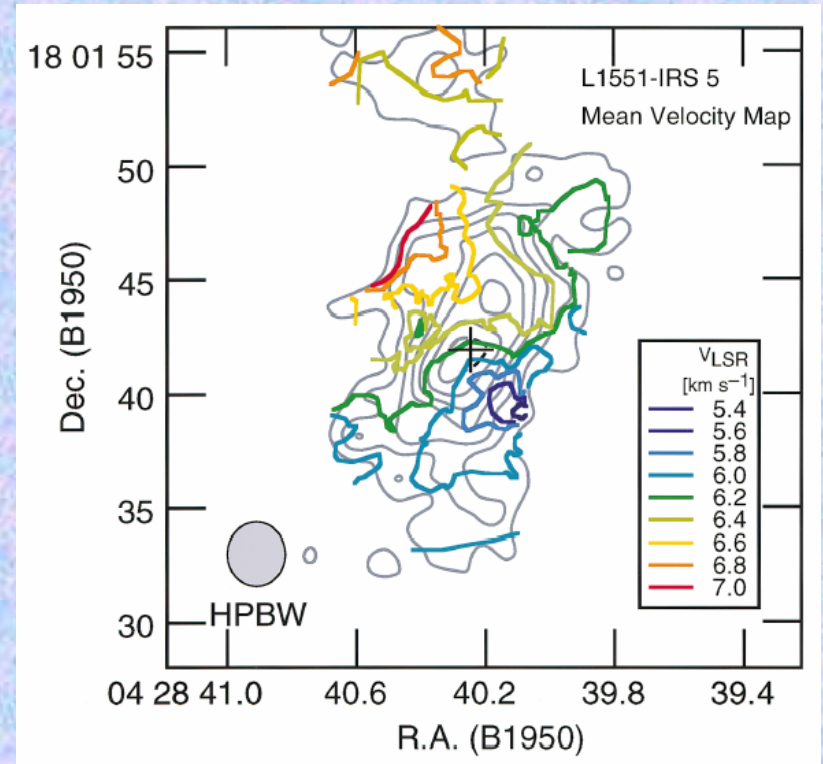 18 01 55
L1551-IRS 5
Mean Velocity Map
50
45
40
35
30
Dec. (B1950)
VLSR
[km s⁻¹]
5.4
5.6
5.8
6.0
6.2
6.4
6.6
6.8
7.0
HPBW
04 28 41.0 40.6 40.2 39.8 39.4
R.A. (B1950)